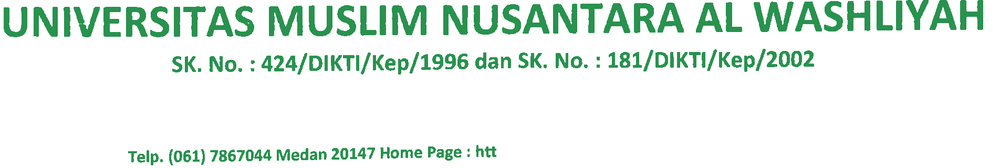 UNIVERSITAS MUSLIM NUSANTARA AL WASHLIYAH
SK. No. : 424/DIKTI/Kep/1996 dan SK. No. : 181/DIKTI/Kep/2002
Telp. (061) 7867044 Medan 20147 Home Page : htt